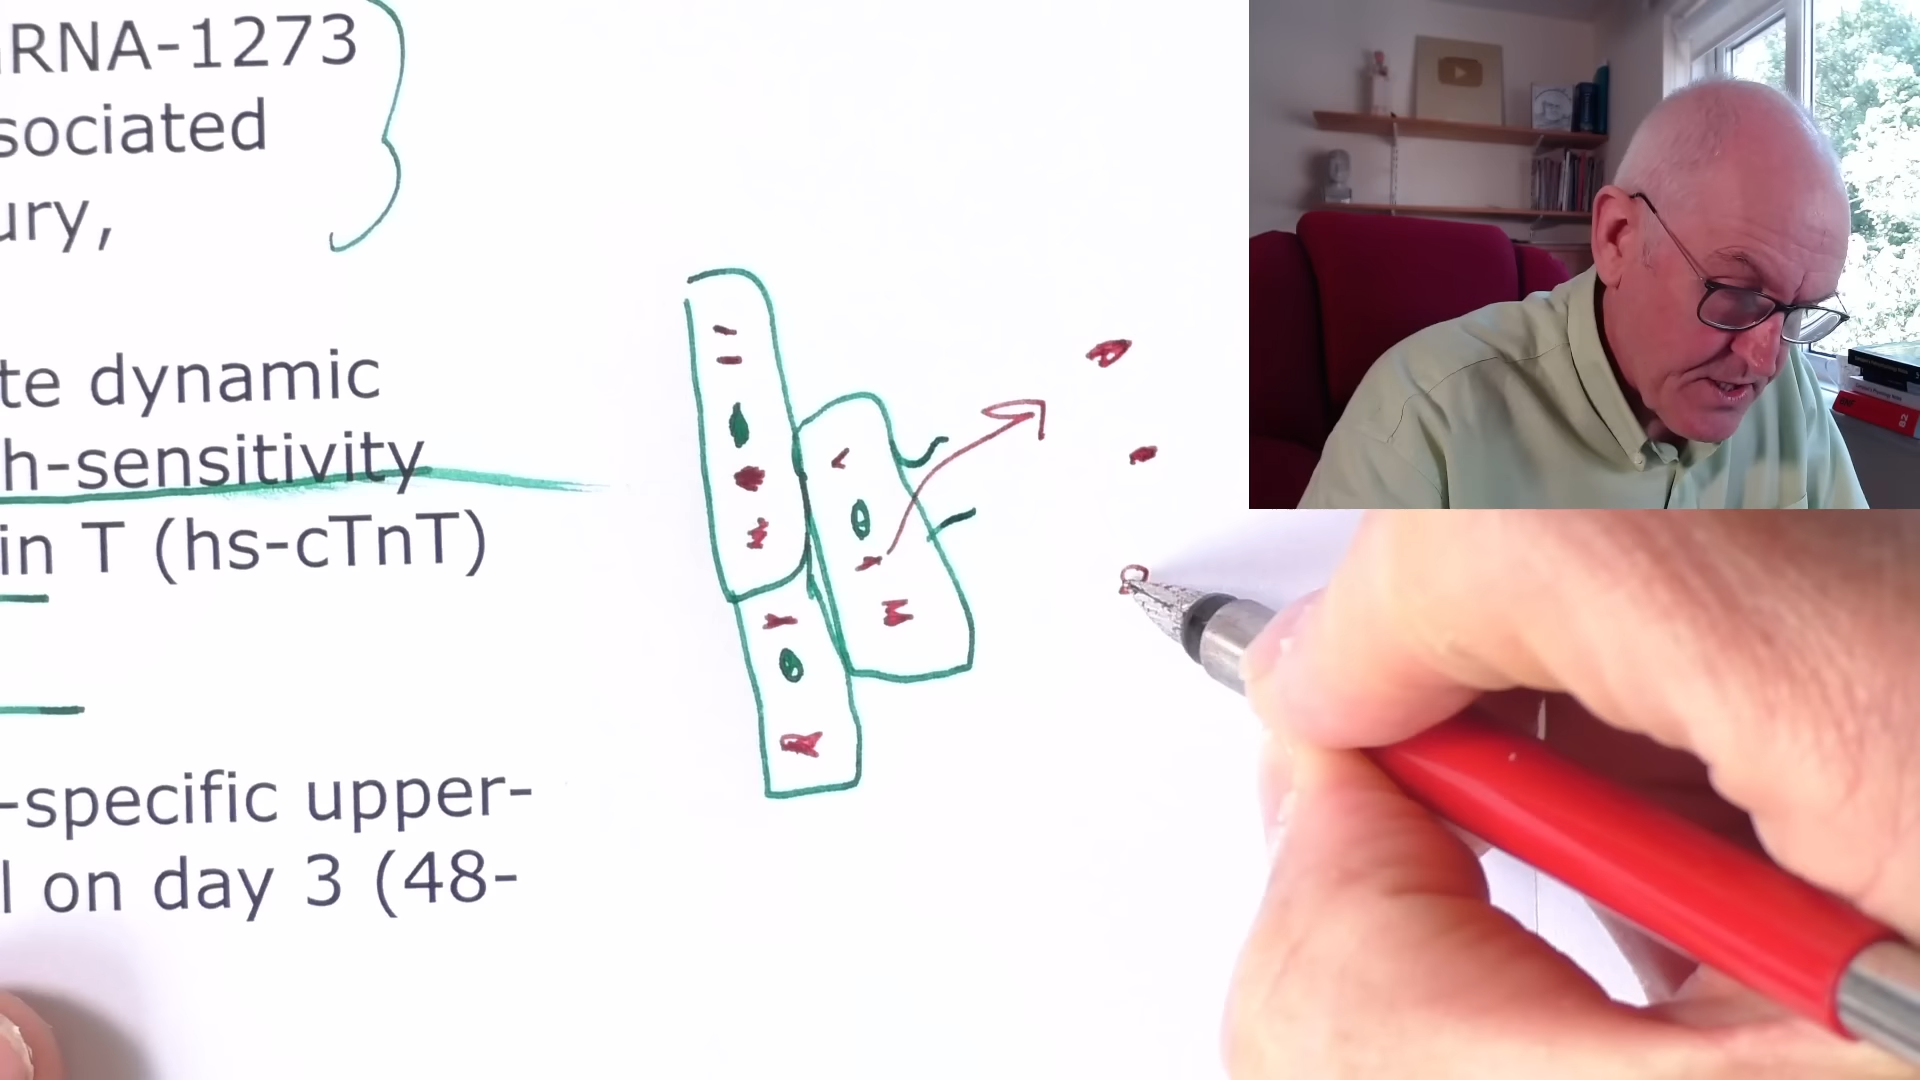 RNA-1273
sociated
ury,
te dynamic
h-sensitivity
in T (hs-cTnT)
-specific upper-
l on day 3 (48-